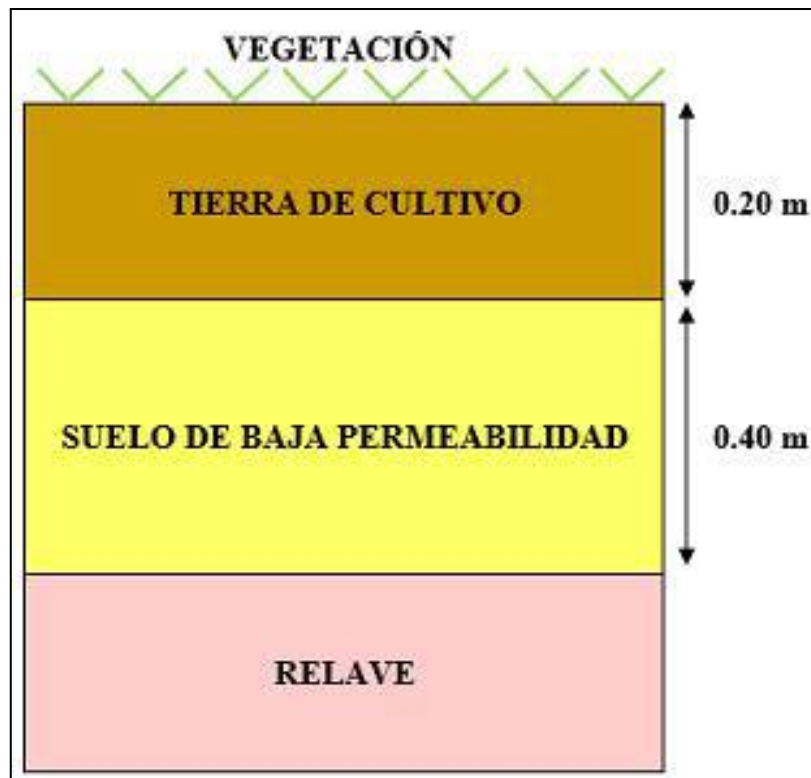 VEGETACIÓN
TIERRA DE CULTIVO
0.20 m
SUELO DE BAJA PERMEABILIDAD
0.40 m
RELAVE